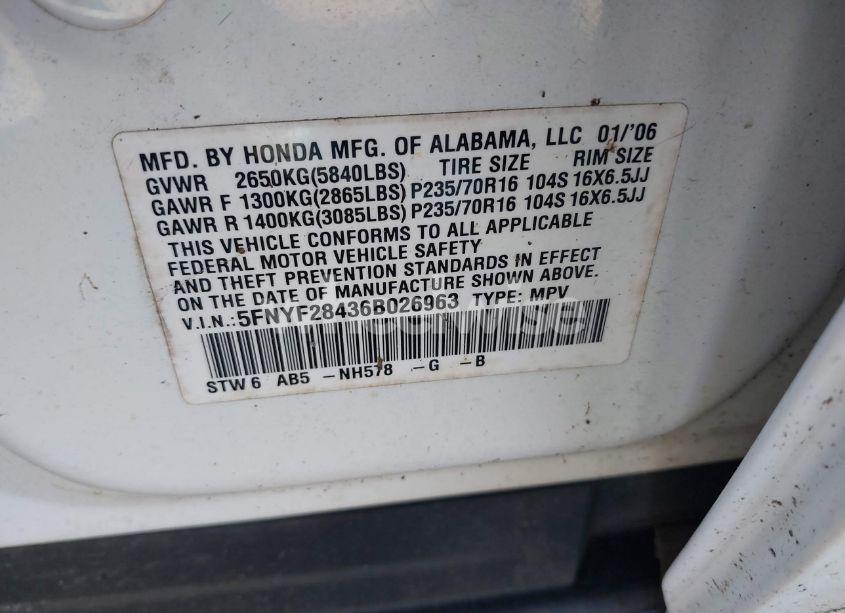 MFD. BY HONDA MFG. OF ALABAMA, LLC 01/'06
GVWR 2650KG(5840LBS) TIRE SIZE RIM SIZE
GAWR F 1300KG(2865LBS) P235/70R16 104S 16X6.5JJ
GAWR R 1400KG(3085LBS) P235/70R16 104S 16X6.5JJ
THIS VEHICLE CONFORMS TO ALL APPLICABLE
FEDERAL MOTOR VEHICLE SAFETY
AND THEFT PREVENTION STANDARDS IN EFFECT
ON THE DATE OF MANUFACTURE SHOWN ABOVE.
V.I.N.:5FNYF28436B026963 TYPE: MPV
STW6 AB5 -NH578 -G -B